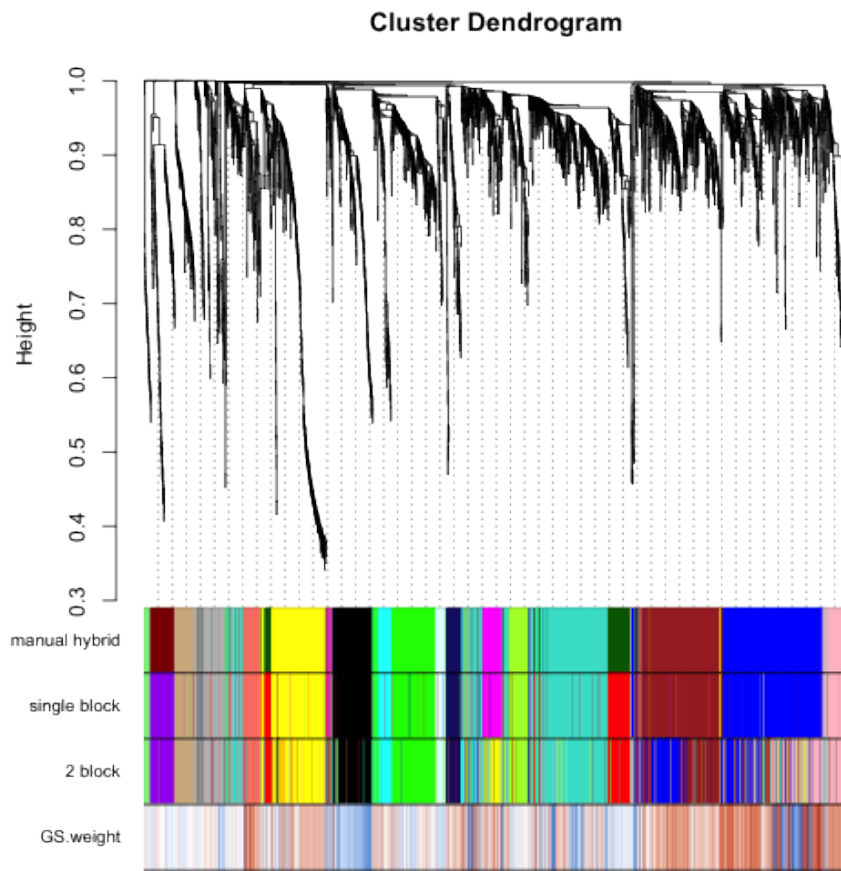 Cluster Dendrogram
Height
1.0
0.9
0.8
0.7
0.6
0.5
0.4
0.3
manual hybrid
single block
2 block
GS.weight